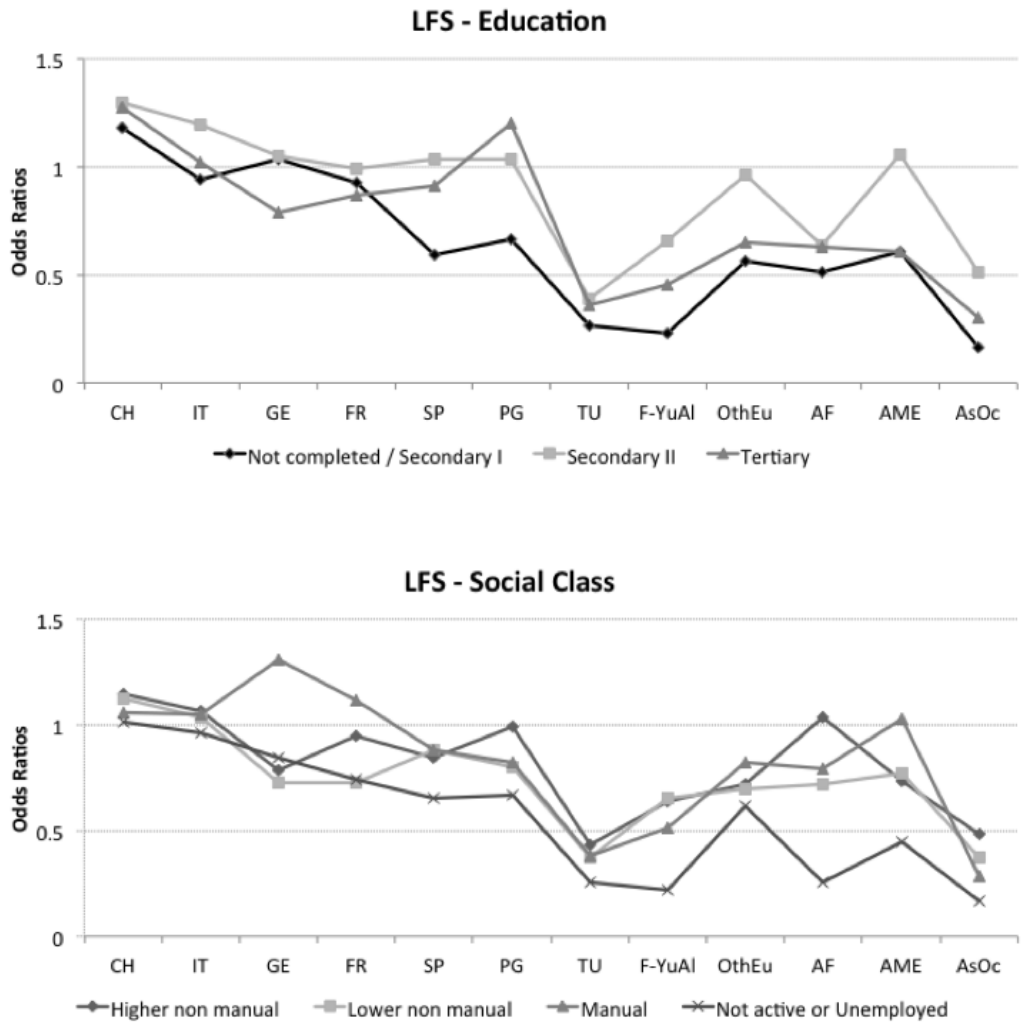 LFS - Education
1.5
1
0.5
0
Odds Ratios
CH IT GE FR SP PG TU F-YuAl OthEu AF AME AsOc
Not completed / Secondary I Secondary II Tertiary
LFS - Social Class
1.5
1
0.5
0
Odds Ratios
CH IT GE FR SP PG TU F-YuAl OthEu AF AME AsOc
Higher non manual Lower non manual Manual Not active or Unemployed